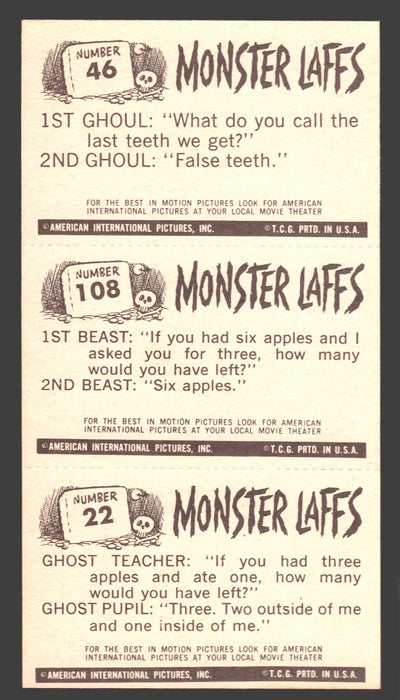 NUMBER
46
MONSTER LAFFS
1ST GHOUL: "What do you call the
last teeth we get?"
2ND GHOUL: "False teeth."
FOR THE BEST IN MOTION PICTURES LOOK FOR AMERICAN
INTERNATIONAL PICTURES AT YOUR LOCAL MOVIE THEATER
© AMERICAN INTERNATIONAL PICTURES, INC. © T.C.G. PRTD. IN U.S.A.
NUMBER
108
MONSTER LAFFS
1ST BEAST: "If you had six apples and I
asked you for three, how many
would you have left?"
2ND BEAST: "Six apples."
FOR THE BEST IN MOTION PICTURES LOOK FOR AMERICAN
INTERNATIONAL PICTURES AT YOUR LOCAL MOVIE THEATER
© AMERICAN INTERNATIONAL PICTURES, INC. © T.C.G. PRTD. IN U.S.A.
NUMBER
22
MONSTER LAFFS
GHOST TEACHER: "If you had three
apples and ate one, how many
would you have left?"
GHOST PUPIL: "Three. Two outside of me
and one inside of me."
FOR THE BEST IN MOTION PICTURES LOOK FOR AMERICAN
INTERNATIONAL PICTURES AT YOUR LOCAL MOVIE THEATER
© AMERICAN INTERNATIONAL PICTURES, INC. © T.C.G. PRTD. IN U.S.A.